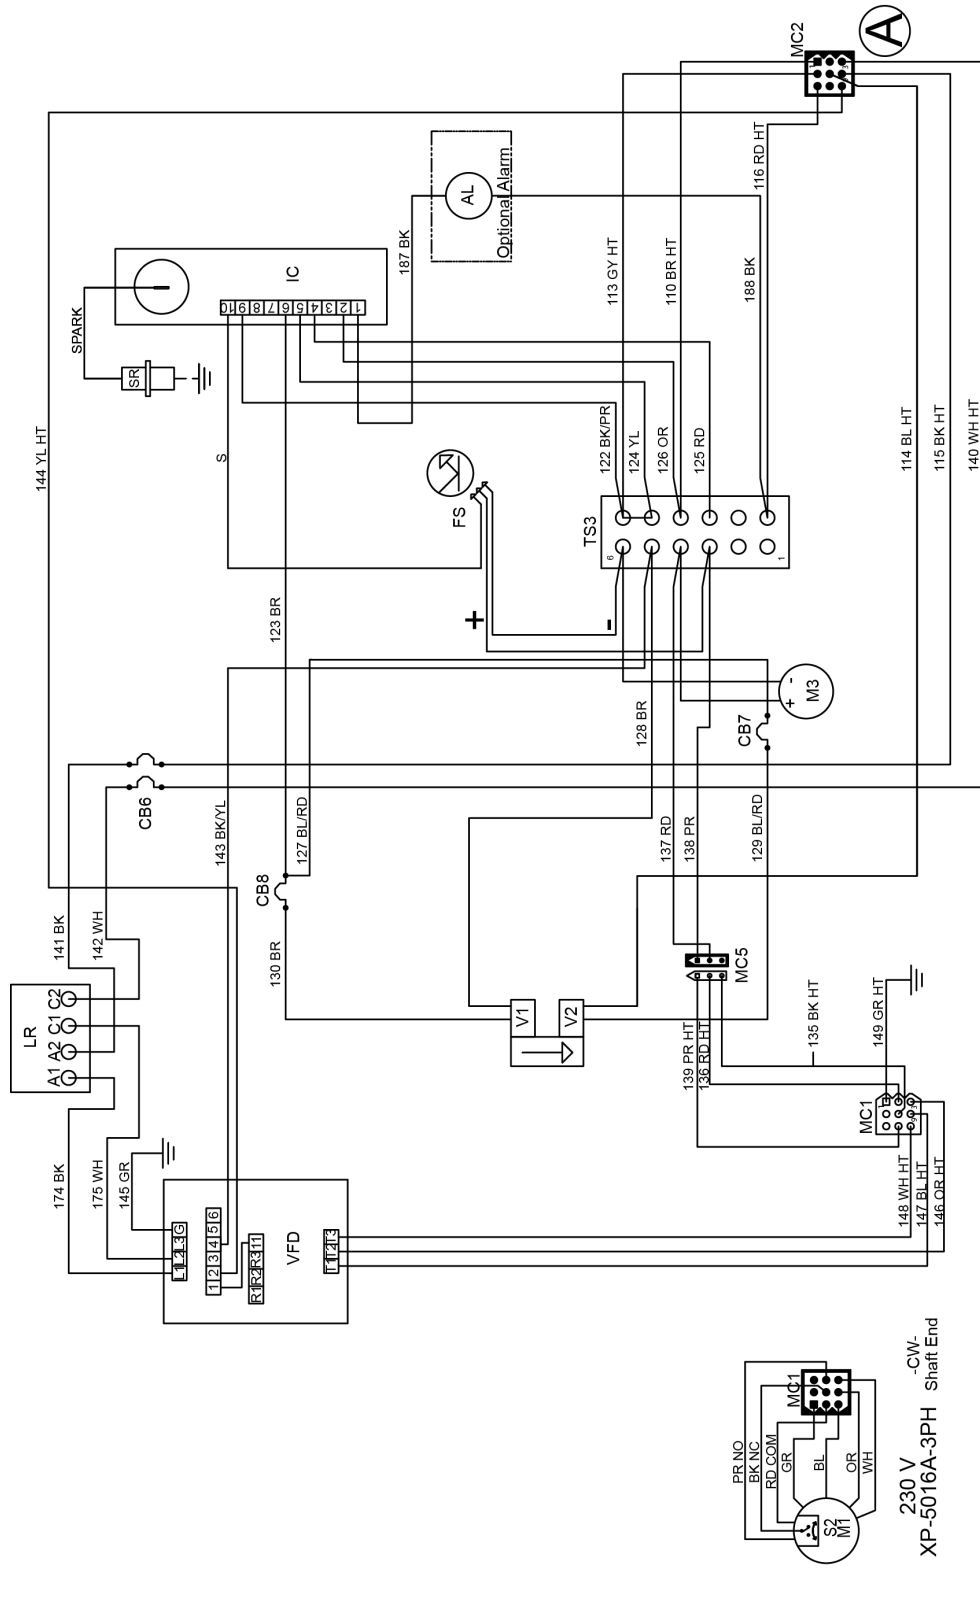 A
MC2
1
3
9
144 YL HT
116 RD HT
AL
Optional Alarm
187 BK
188 BK
IC
10
9
8
7
6
5
4
3
2
1
SPARK
SR
113 GY HT
110 BR HT
114 BL HT
115 BK HT
140 WH HT
S
FS
122 BK/PR
124 YL
126 OR
125 RD
TS3
6
1
+
-
123 BR
M3
+
-
128 BR
CB7
CB6
143 BK/YL
127 BL/RD
137 RD
138 PR
129 BL/RD
CB8
130 BR
141 BK
142 WH
LR
A1
A2
C1
C2
MC5
V1
V2
139 PR HT
136 RD HT
135 BK HT
149 GR HT
MC1
1
3
9
174 BK
175 WH
145 GR
148 WH HT
147 BL HT
146 OR HT
VFD
L1
L2
L3
G
1
2
3
4
5
6
R1
R2
R3
11
T1
T2
T3
MC1
PR NO
BK NC
RD COM
GR
BL
OR
WH
S2
M1
230 V
XP-5016A-3PH
-CW-
Shaft End